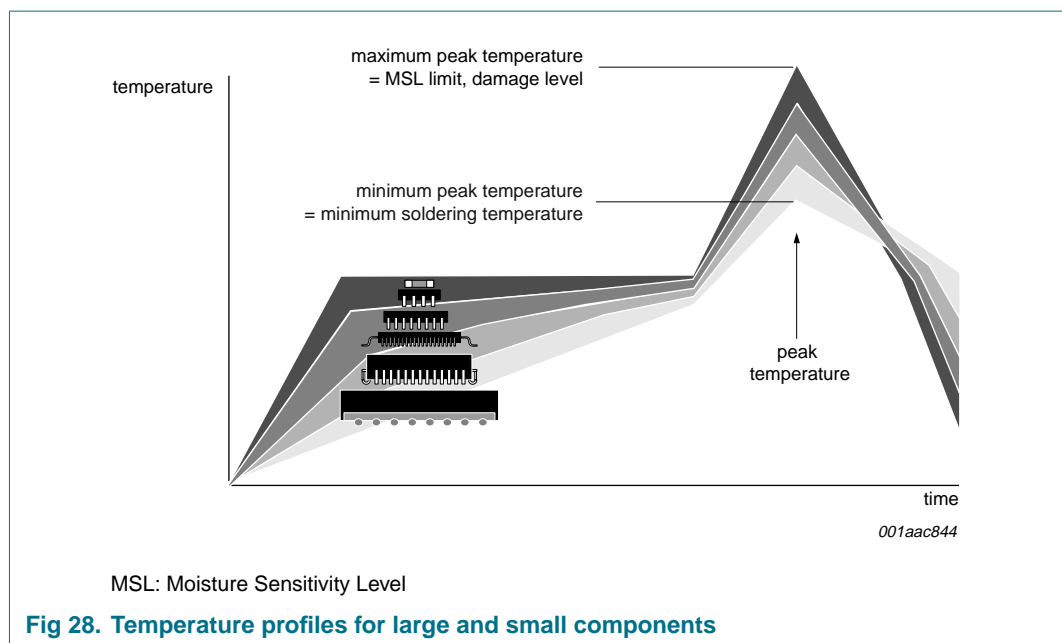 maximum peak temperature
= MSL limit, damage level
temperature
minimum peak temperature
= minimum soldering temperature
peak
temperature
time
001aac844
MSL: Moisture Sensitivity Level
Fig 28. Temperature profiles for large and small components